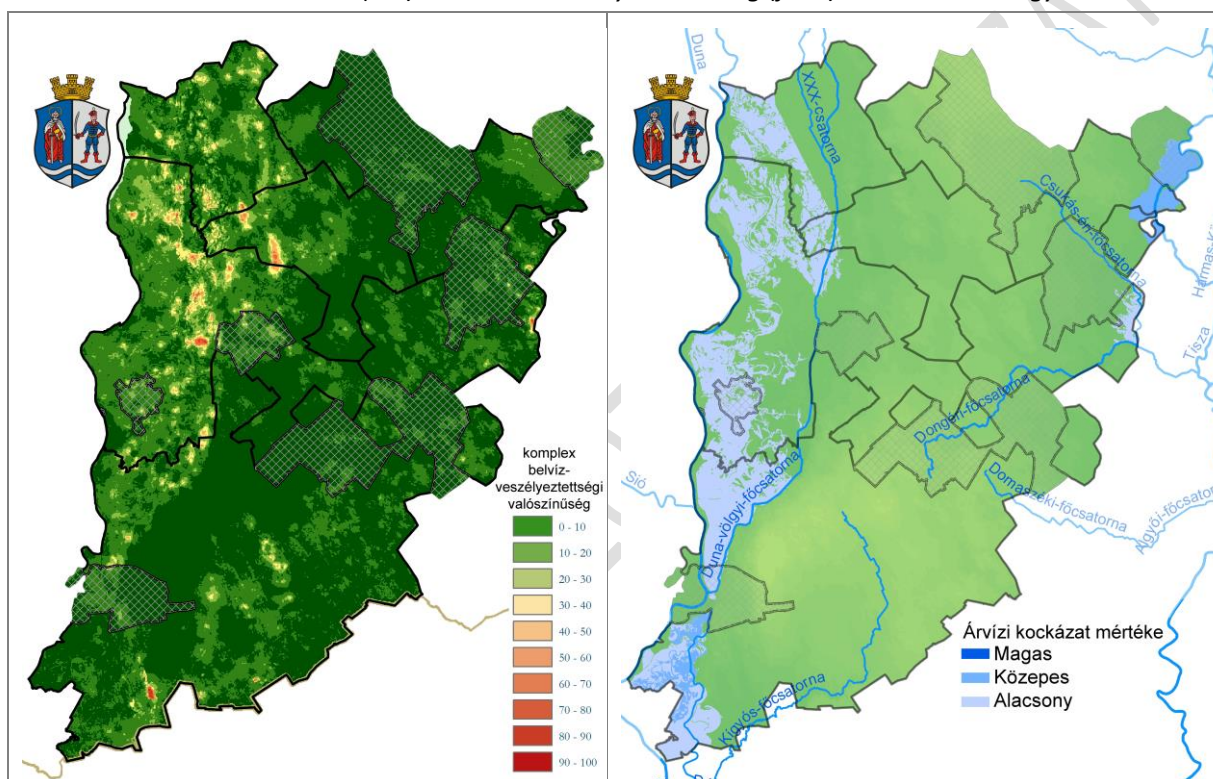 komplex
belvíz-
veszélyeztettségi
valószínűség
0 - 10
10 - 20
20 - 30
30 - 40
40 - 50
50 - 60
60 - 70
70 - 80
80 - 90
90 - 100
Duna
XXX-csatorna
Csukás-éri-főcsatorna
Tisza
Dongéri-főcsatorna
Domaszéki-főcsatorna
Algyői-főcsatorna
Sió
Duna-völgyi-főcsatorna
Kígyós-főcsatorna
Árvízi kockázat mértéke
Magas
Közepes
Alacsony